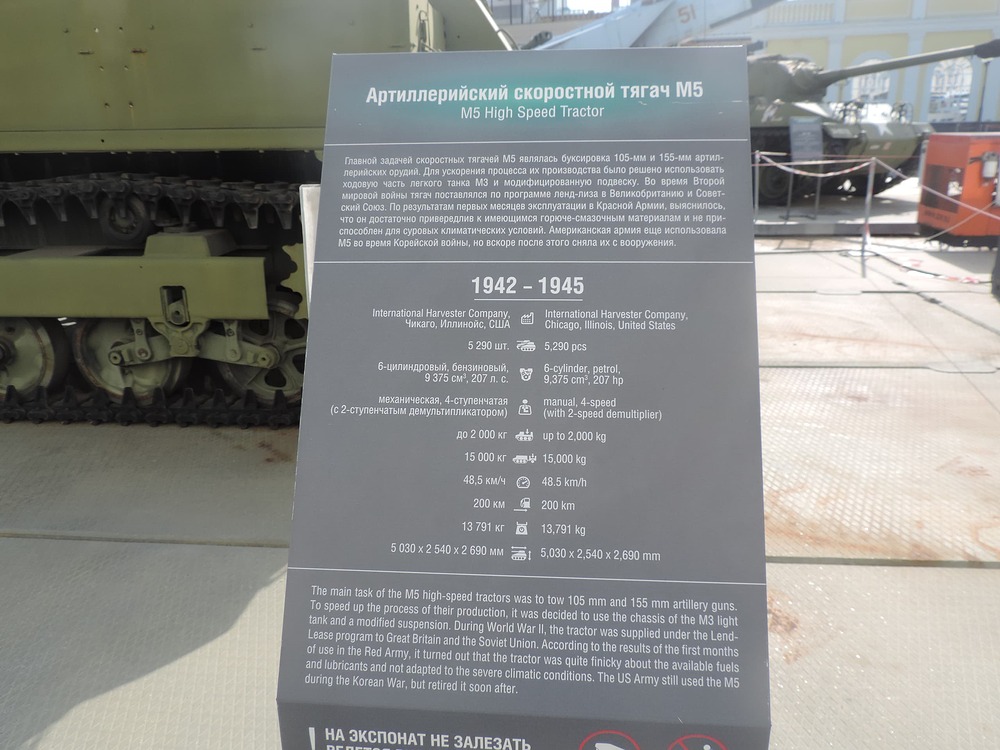 Артиллерийский скоростной тягач М5
M5 High Speed Tractor
Главной задачей скоростных тягачей М5 являлась буксировка 105-мм и 155-мм артил-
лерийских орудий. Для ускорения процесса их производства было решено использовать
ходовую часть легкого танка М3 и модифицированную подвеску. Во время Второй
мировой войны тягач поставлялся по программе ленд-лиза в Великобританию и Совет-
ский Союз. По результатам первых месяцев эксплуатации в Красной Армии, выяснилось,
что он достаточно привередлив к имеющимся горюче-смазочным материалам и не при-
способлен для суровых климатических условий. Американская армия еще использовала
М5 во время Корейской войны, но вскоре после этого сняла их с вооружения.
1942 – 1945
International Harvester Company, International Harvester Company,
Чикаго, Иллинойс, США Chicago, Illinois, United States
5 290 шт. 5,290 pcs
6-цилиндровый, бензиновый, 6-cylinder, petrol,
9 375 см³, 207 л. с. 9,375 cm³, 207 hp
механическая, 4-ступенчатая manual, 4-speed
(с 2-ступенчатым демультипликатором) (with 2-speed demultiplier)
до 2 000 кг up to 2,000 kg
15 000 кг 15,000 kg
48,5 км/ч 48.5 km/h
200 км 200 km
13 791 кг 13,791 kg
5 030 x 2 540 x 2 690 мм 5,030 x 2,540 x 2,690 mm
The main task of the M5 high-speed tractors was to tow 105 mm and 155 mm artillery guns.
To speed up the process of their production, it was decided to use the chassis of the M3 light
tank and a modified suspension. During World War II, the tractor was supplied under the Lend-
Lease program to Great Britain and the Soviet Union. According to the results of the first months
of use in the Red Army, it turned out that the tractor was quite finicky about the available fuels
and lubricants and not adapted to the severe climatic conditions. The US Army still used the M5
during the Korean War, but retired it soon after.
! НА ЭКСПОНАТ НЕ ЗАЛЕЗАТЬ
51